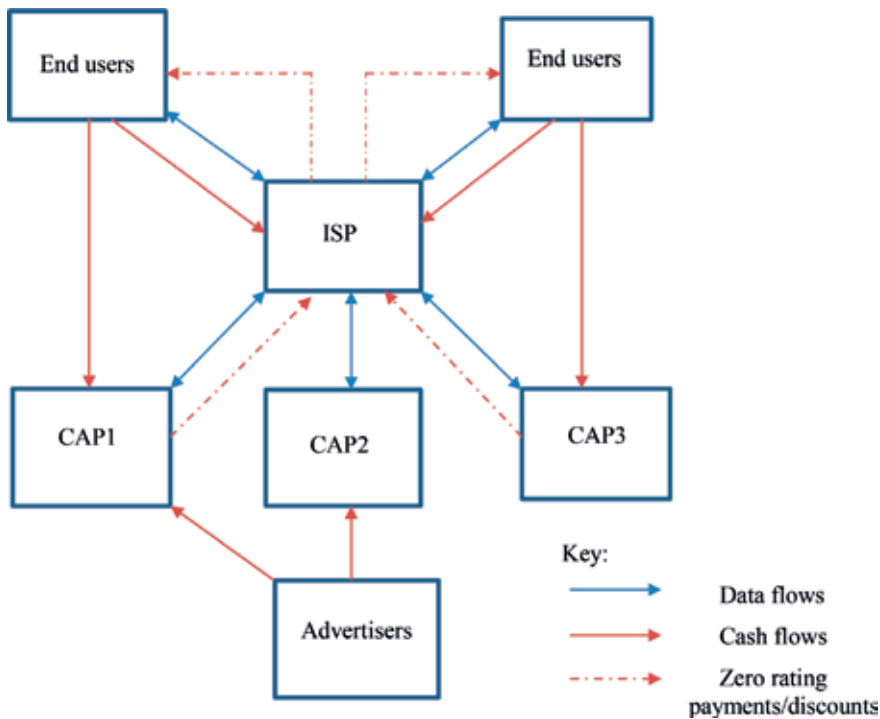 End users
End users
ISP
CAP1
CAP2
CAP3
Advertisers
Key:
Data flows
Cash flows
Zero rating
payments/discounts